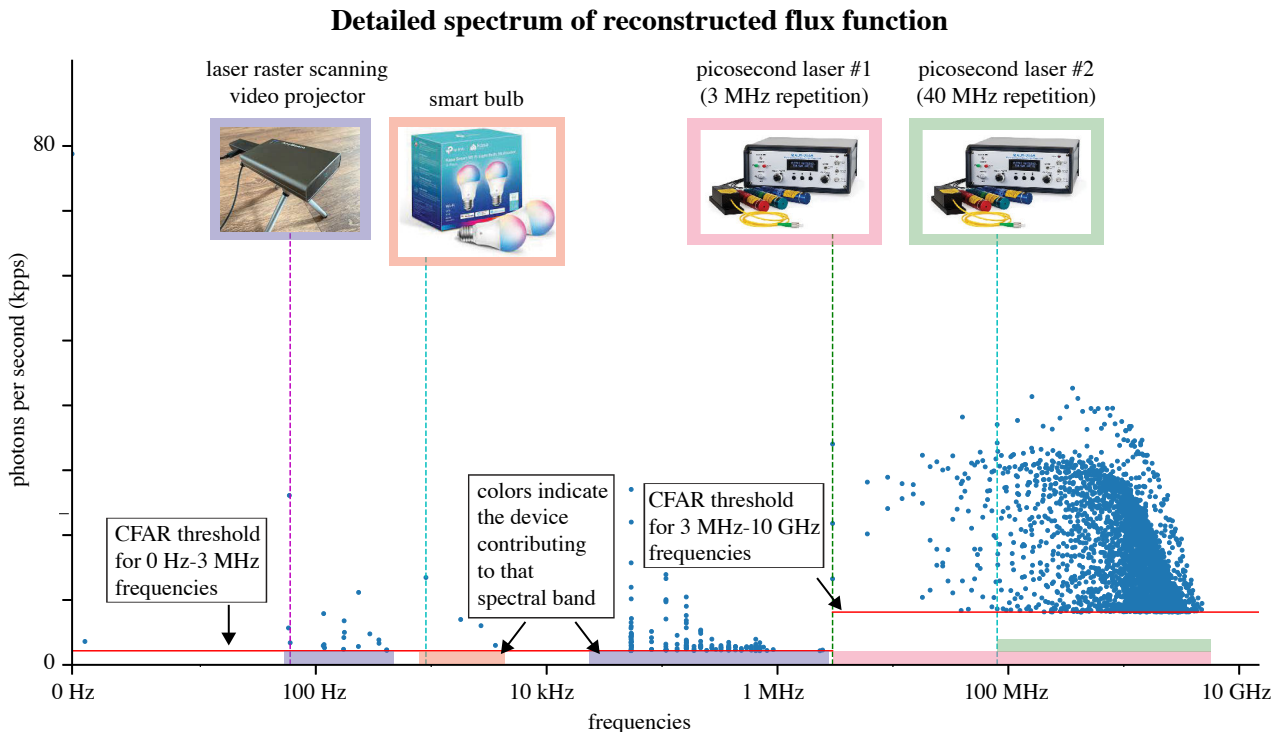 Detailed spectrum of reconstructed flux function
laser raster scanning
video projector
smart bulb
picosecond laser #1
(3 MHz repetition)
picosecond laser #2
(40 MHz repetition)
photons per second (kpps)
80
0
CFAR threshold
for 0 Hz-3 MHz
frequencies
colors indicate
the device
contributing
to that
spectral band
CFAR threshold
for 3 MHz-10 GHz
frequencies
0 Hz
100 Hz
10 kHz
1 MHz
100 MHz
10 GHz
frequencies